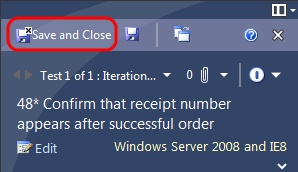 Save and Close
Test 1 of 1 : Iteration... 0
48* Confirm that receipt number
appears after successful order
Edit Windows Server 2008 and IE8